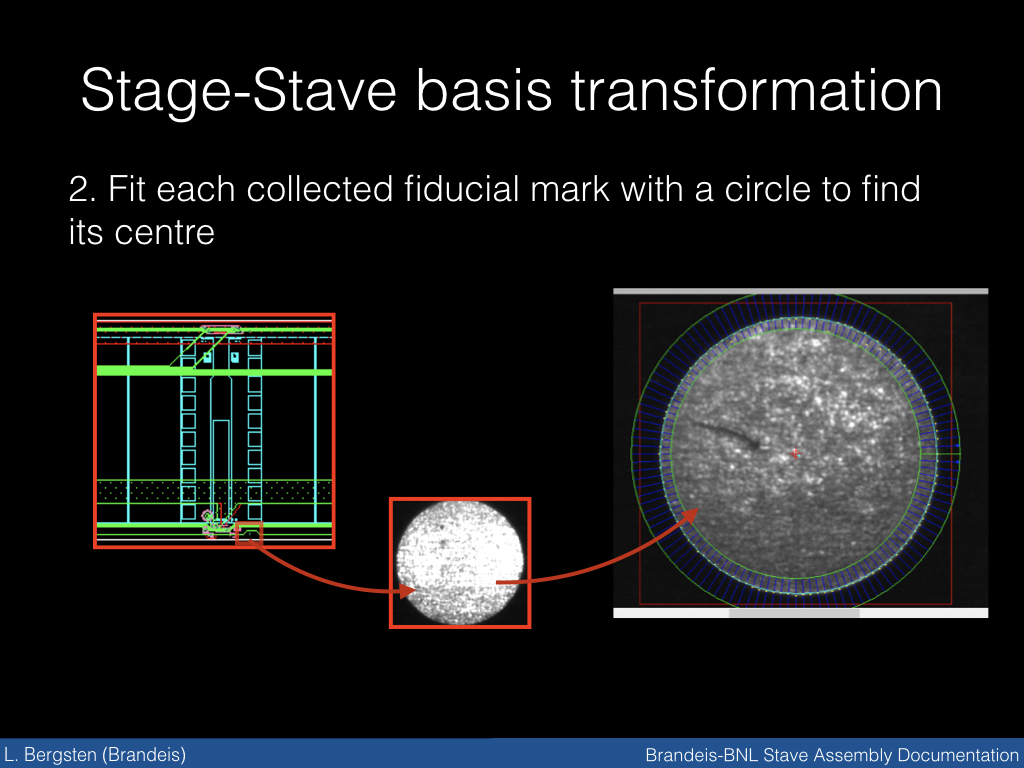 Stage-Stave basis transformation
2. Fit each collected fiducial mark with a circle to find
its centre
L. Bergsten (Brandeis)
Brandeis-BNL Stave Assembly Documentation